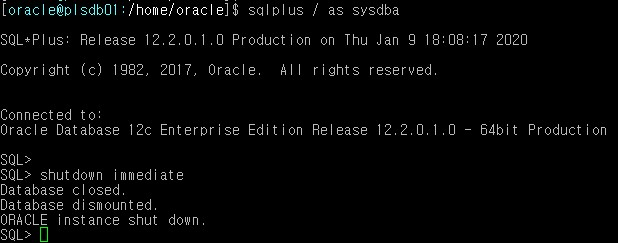 [oracle@plsdb01:/home/oracle]$ sqlplus / as sysdba
SQL*Plus: Release 12.2.0.1.0 Production on Thu Jan 9 18:08:17 2020
Copyright (c) 1982, 2017, Oracle.  All rights reserved.
Connected to:
Oracle Database 12c Enterprise Edition Release 12.2.0.1.0 - 64bit Production
SQL>
SQL> shutdown immediate
Database closed.
Database dismounted.
ORACLE instance shut down.
SQL>